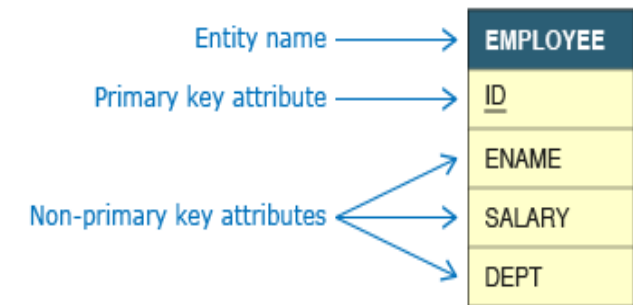 Entity name
EMPLOYEE
Primary key attribute
ID
ENAME
Non-primary key attributes
SALARY
DEPT